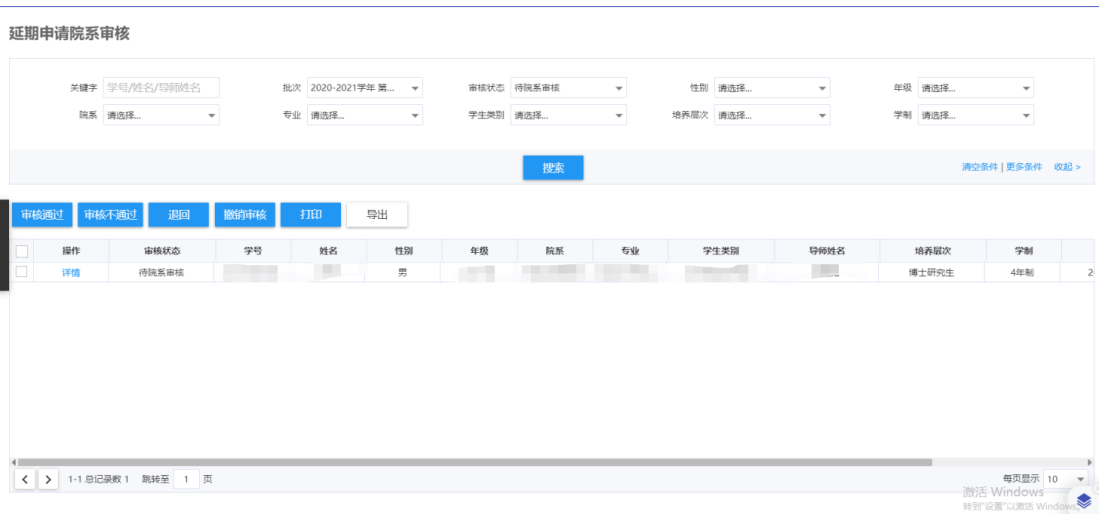 延期申请院系审核
关键字 学号/姓名/导师姓名 批次 2020-2021学年 第... 审核状态 待院系审核 性别 请选择... 年级 请选择...
院系 请选择... 专业 请选择... 学生类别 请选择... 培养层次 请选择... 学制 请选择...
搜索 清空条件 | 更多条件 收起 >
审核通过 审核不通过 退回 撤销审核 打印 导出
操作 审核状态 学号 姓名 性别 年级 院系 专业 学生类别 导师姓名 培养层次 学制
详情 待院系审核 男 博士研究生 4年制 2
1-1 总记录数 1 跳转至 1 页 每页显示 10
激活 Windows
转到"设置"以激活 Windows。